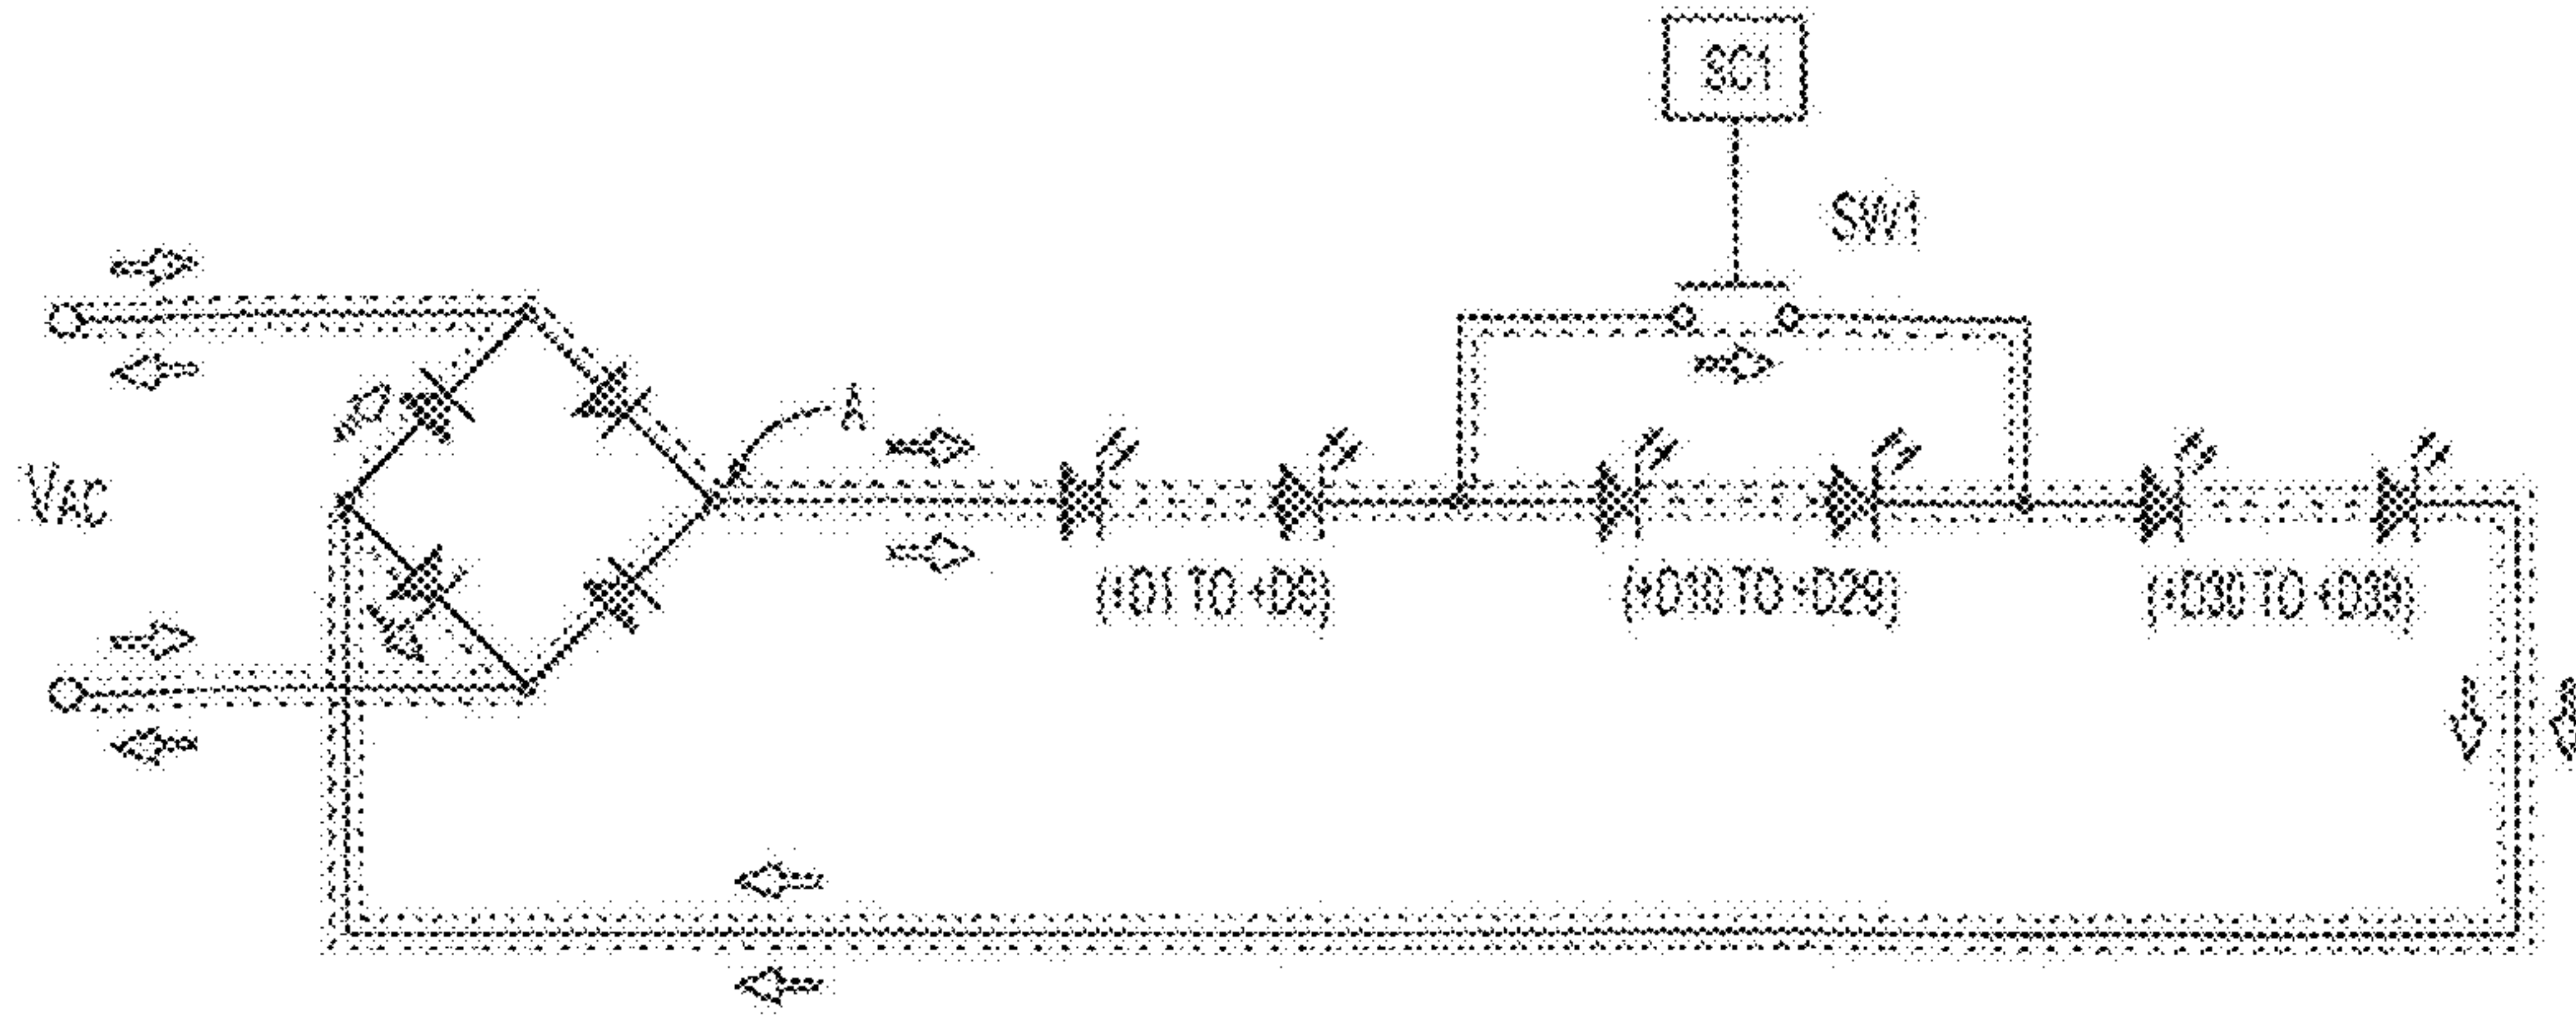 SC1
SW1
A
VAC
(+D1 TO +D9)
(+D10 TO +D29)
(+D30 TO +D39)